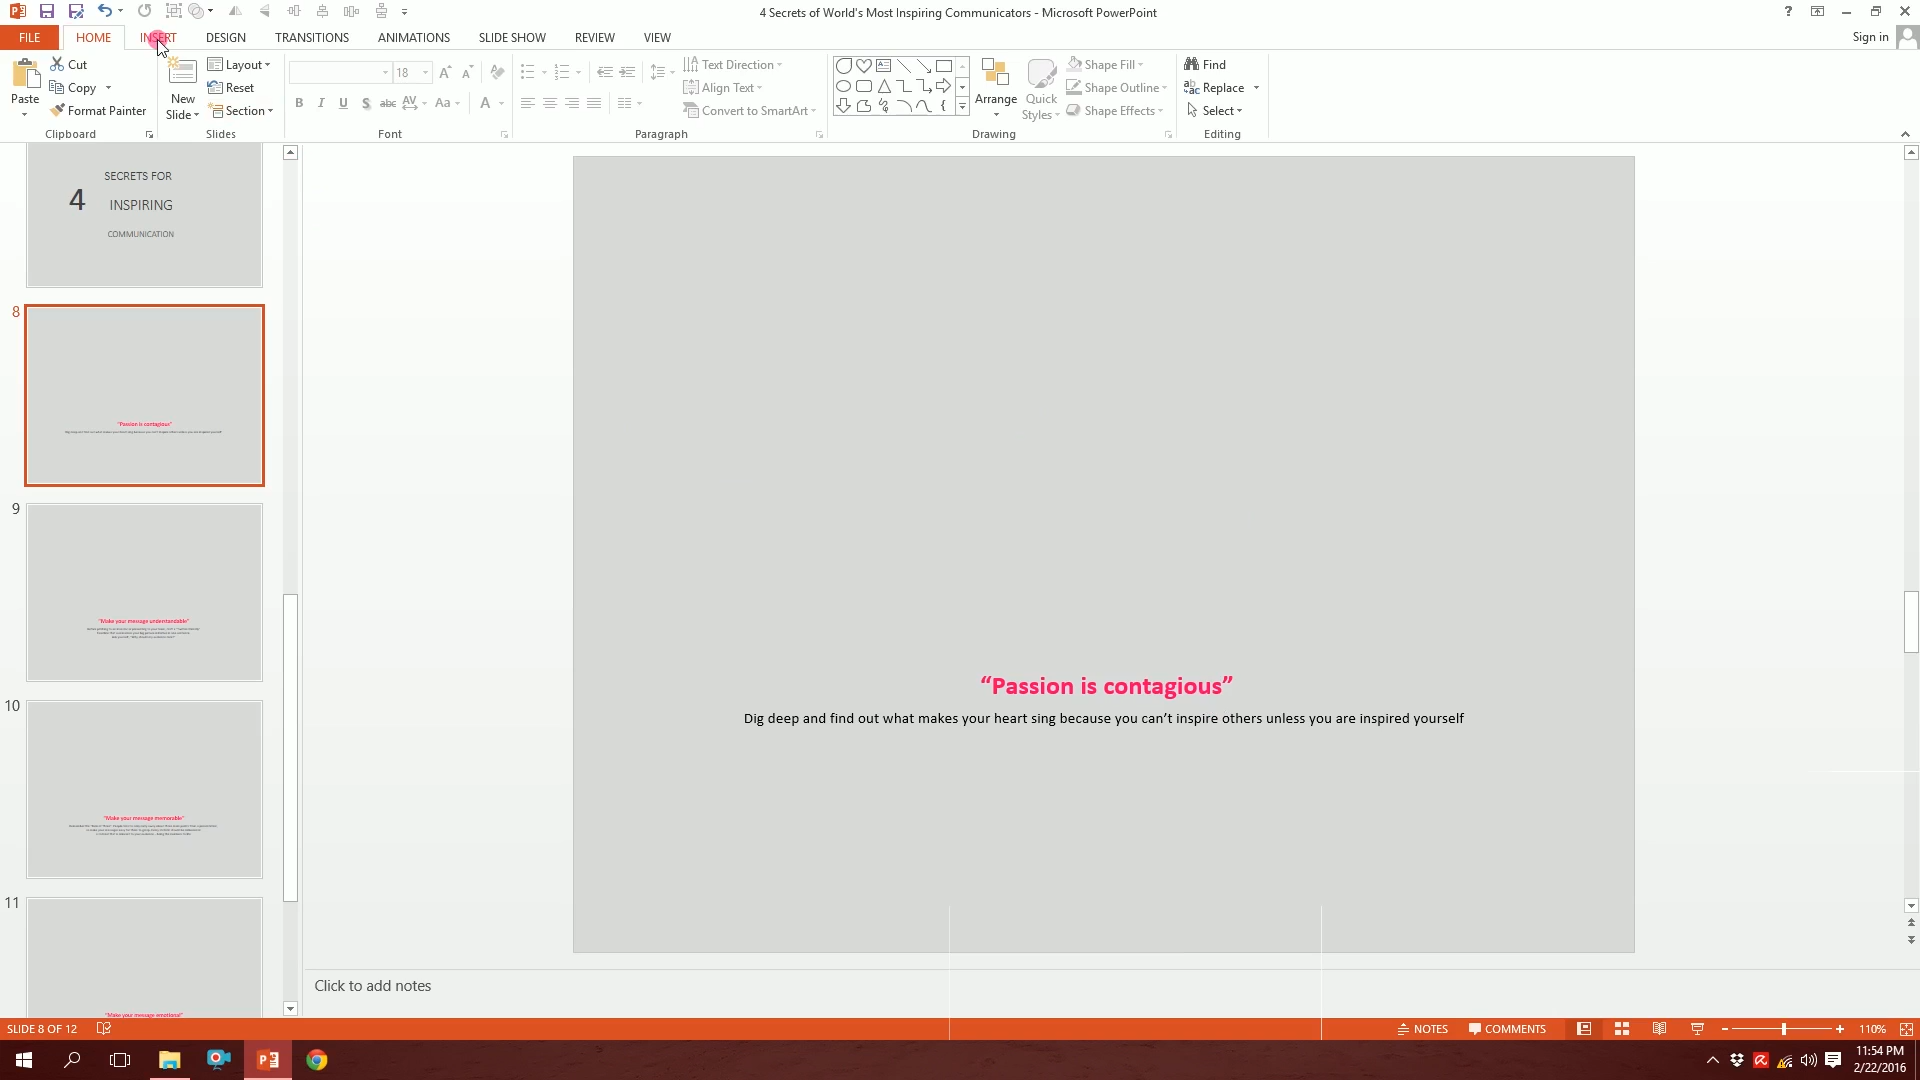 4 Secrets of World's Most Inspiring Communicators - Microsoft PowerPoint
?
FILE
HOME
INSERT
DESIGN
TRANSITIONS
ANIMATIONS
SLIDE SHOW
REVIEW
VIEW
Sign in
Paste
Cut
Copy
Format Painter
Clipboard
New
Slide
Layout
Reset
Section
Slides
18
B I U S abc AV Aa A
Font
Text Direction
Align Text
Convert to SmartArt
Paragraph
Arrange
Quick
Styles
Shape Fill
Shape Outline
Shape Effects
Drawing
Find
Replace
Select
Editing
SECRETS FOR
4 INSPIRING
COMMUNICATION
8
"Passion is contagious"
9
"Make your message understandable"
10
"Make your message memorable"
11
"Make your message emotional"
“Passion is contagious”
Dig deep and find out what makes your heart sing because you can’t inspire others unless you are inspired yourself
Click to add notes
SLIDE 8 OF 12
NOTES
COMMENTS
110%
11:54 PM
2/22/2016